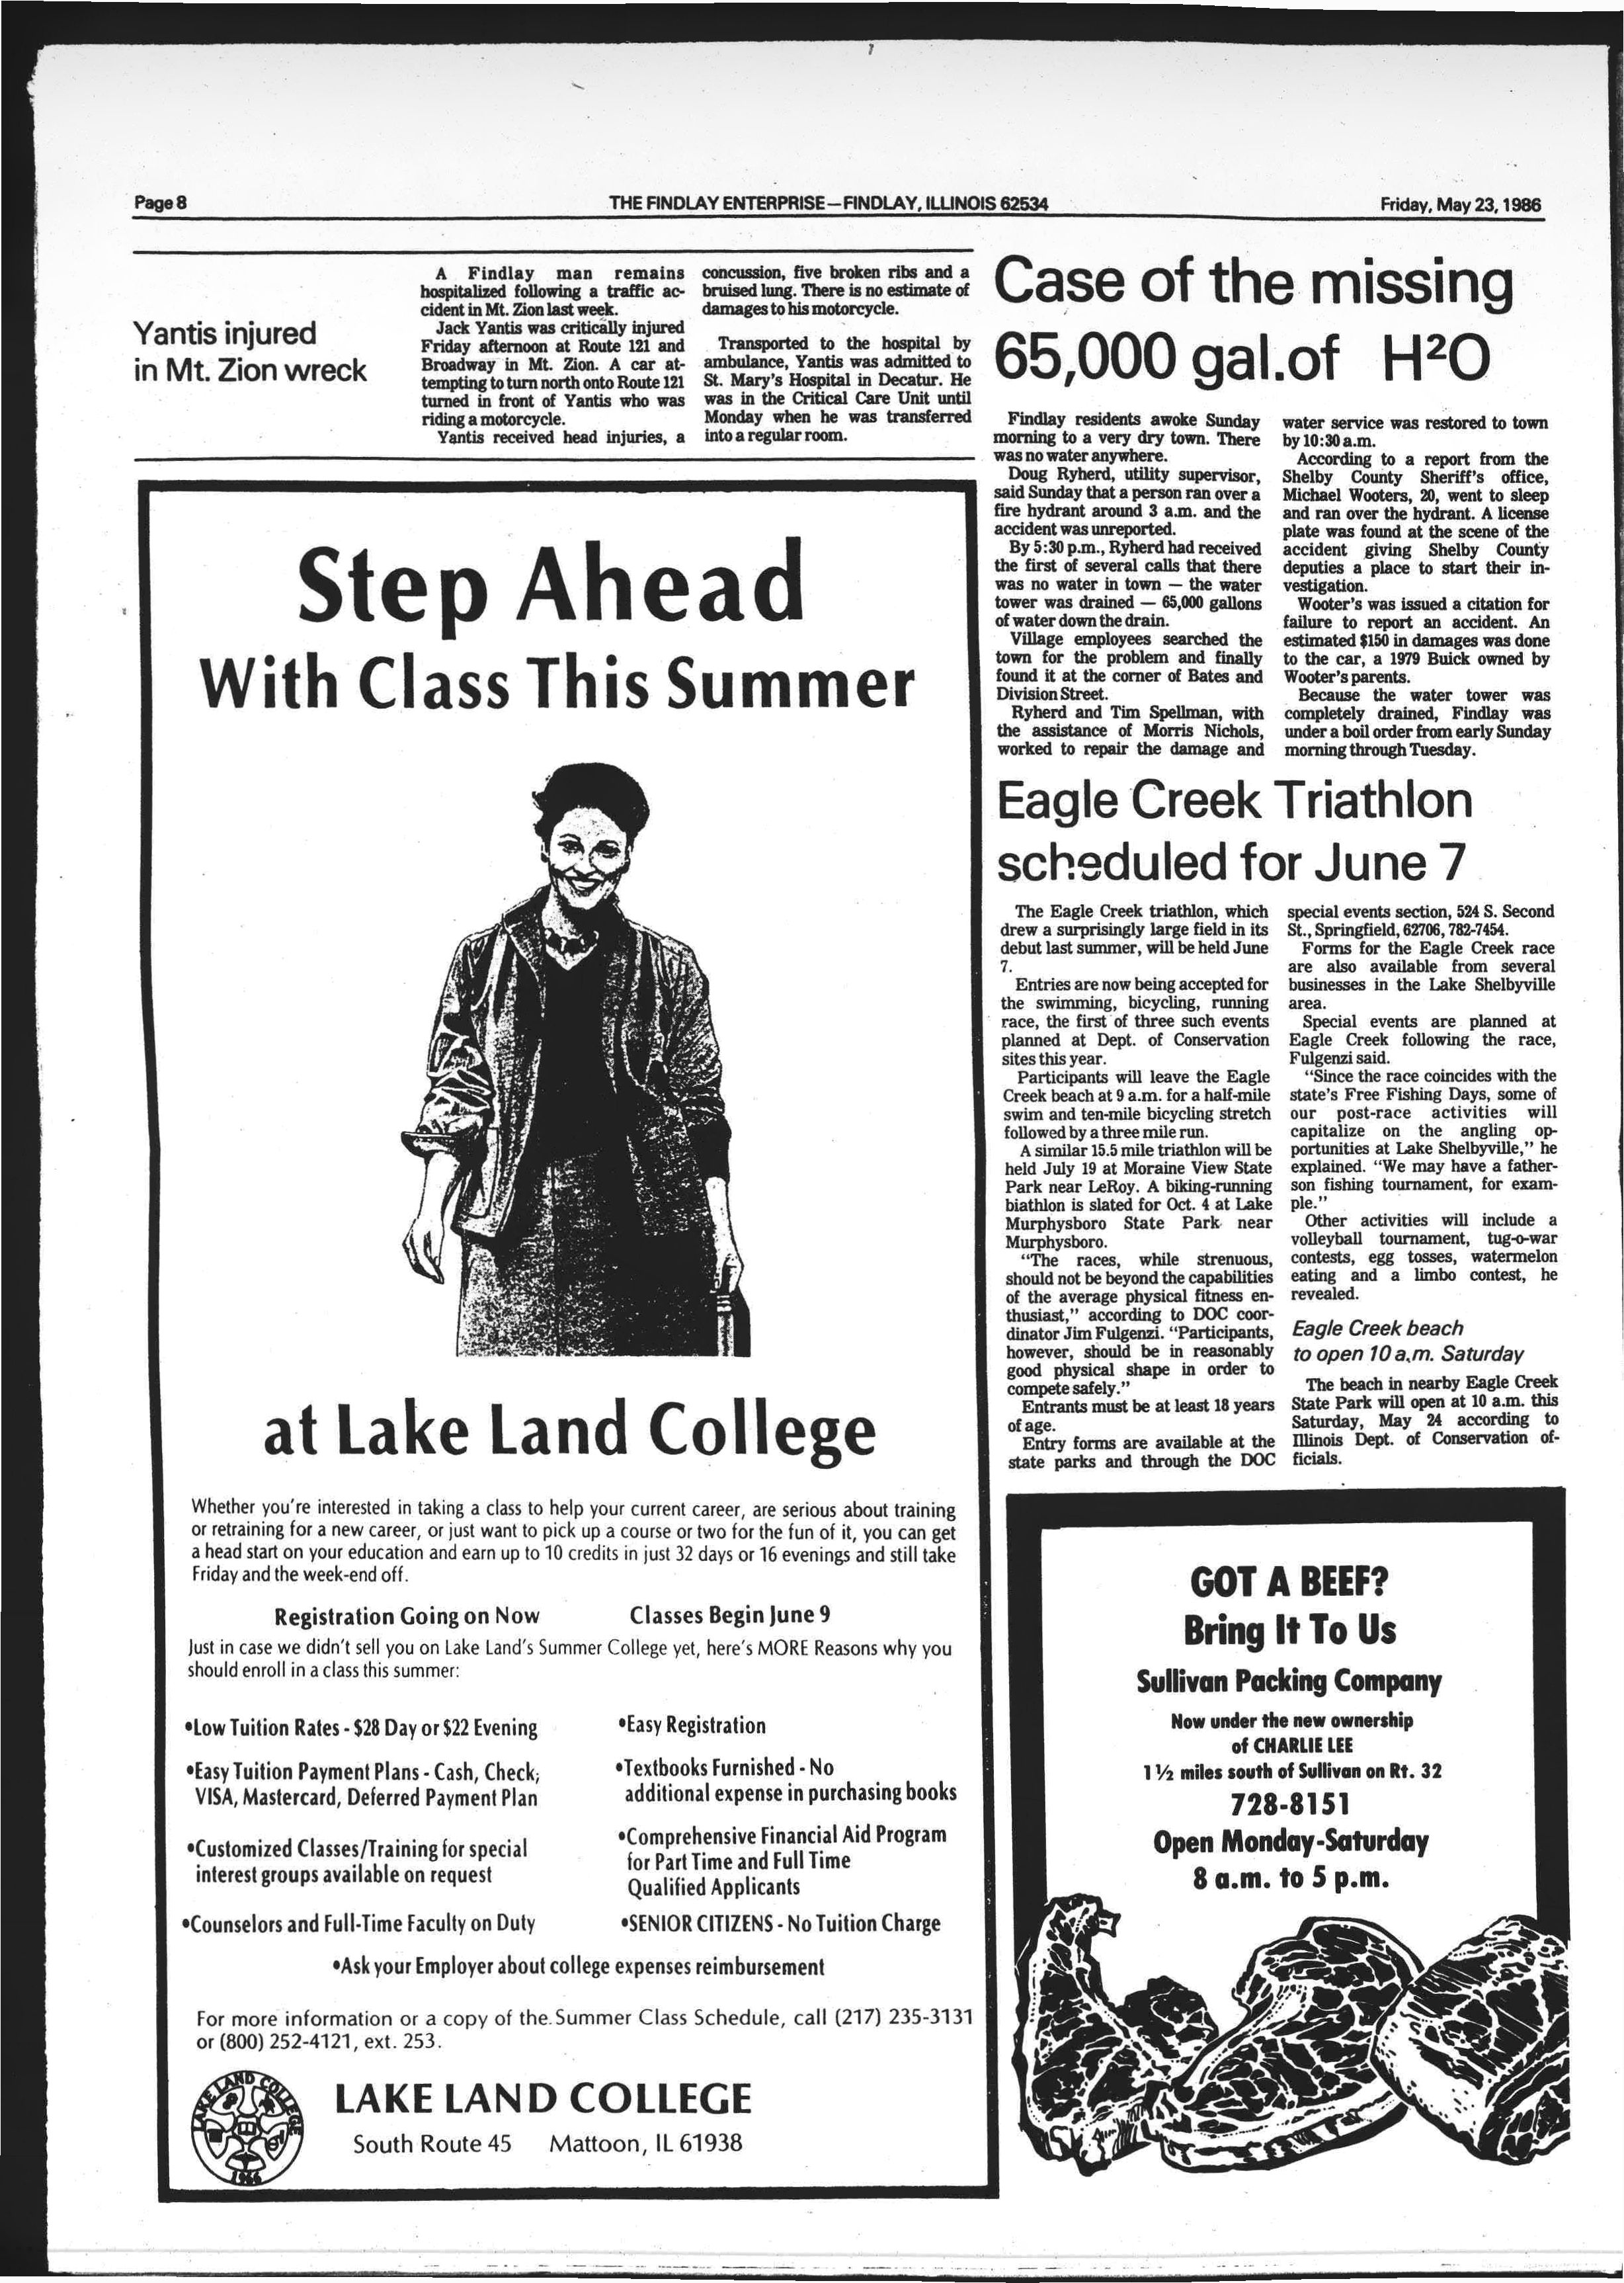 Page 8
THE FINDLAY ENTERPRISE—FINDLAY, ILLINOIS 62534
Friday, May 23, 1986
Yantis injured
in Mt. Zion wreck
A Findlay man remains
hospitalized following a traffic ac-
cident in Mt. Zion last week.
Jack Yantis was critically injured
Friday afternoon at Route 121 and
Broadway in Mt. Zion. A car at-
tempting to turn north onto Route 121
turned in front of Yantis who was
riding a motorcycle.
Yantis received head injuries, a
concussion, five broken ribs and a
bruised lung. There is no estimate of
damages to his motorcycle.
Transported to the hospital by
ambulance, Yantis was admitted to
St. Mary's Hospital in Decatur. He
was in the Critical Care Unit until
Monday when he was transferred
into a regular room.
Case of the missing
65,000 gal.of H²O
Findlay residents awoke Sunday
morning to a very dry town. There
was no water anywhere.
Doug Ryherd, utility supervisor,
said Sunday that a person ran over a
fire hydrant around 3 a.m. and the
accident was unreported.
By 5:30 p.m., Ryherd had received
the first of several calls that there
was no water in town — the water
tower was drained — 65,000 gallons
of water down the drain.
Village employees searched the
town for the problem and finally
found it at the corner of Bates and
Division Street.
Ryherd and Tim Spellman, with
the assistance of Morris Nichols,
worked to repair the damage and
water service was restored to town
by 10:30 a.m.
According to a report from the
Shelby County Sheriff's office,
Michael Wooters, 20, went to sleep
and ran over the hydrant. A license
plate was found at the scene of the
accident giving Shelby County
deputies a place to start their in-
vestigation.
Wooter's was issued a citation for
failure to report an accident. An
estimated $150 in damages was done
to the car, a 1979 Buick owned by
Wooter's parents.
Because the water tower was
completely drained, Findlay was
under a boil order from early Sunday
morning through Tuesday.
Eagle Creek Triathlon
scheduled for June 7
The Eagle Creek triathlon, which
drew a surprisingly large field in its
debut last summer, will be held June
7.
Entries are now being accepted for
the swimming, bicycling, running
race, the first of three such events
planned at Dept. of Conservation
sites this year.
Participants will leave the Eagle
Creek beach at 9 a.m. for a half-mile
swim and ten-mile bicycling stretch
followed by a three mile run.
A similar 15.5 mile triathlon will be
held July 19 at Moraine View State
Park near LeRoy. A biking-running
biathlon is slated for Oct. 4 at Lake
Murphysboro State Park near
Murphysboro.
"The races, while strenuous,
should not be beyond the capabilities
of the average physical fitness en-
thusiast," according to DOC coor-
dinator Jim Fulgenzi. "Participants,
however, should be in reasonably
good physical shape in order to
compete safely."
Entrants must be at least 18 years
of age.
Entry forms are available at the
state parks and through the DOC
special events section, 524 S. Second
St., Springfield, 62706, 782-7454.
Forms for the Eagle Creek race
are also available from several
businesses in the Lake Shelbyville
area.
Special events are planned at
Eagle Creek following the race,
Fulgenzi said.
"Since the race coincides with the
state's Free Fishing Days, some of
our post-race activities will
capitalize on the angling op-
portunities at Lake Shelbyville," he
explained. "We may have a father-
son fishing tournament, for exam-
ple."
Other activities will include a
volleyball tournament, tug-o-war
contests, egg tosses, watermelon
eating and a limbo contest, he
revealed.
Eagle Creek beach
to open 10 a.m. Saturday
The beach in nearby Eagle Creek
State Park will open at 10 a.m. this
Saturday, May 24 according to
Illinois Dept. of Conservation of-
ficials.
Step Ahead
With Class This Summer
at Lake Land College
Whether you're interested in taking a class to help your current career, are serious about training
or retraining for a new career, or just want to pick up a course or two for the fun of it, you can get
a head start on your education and earn up to 10 credits in just 32 days or 16 evenings and still take
Friday and the week-end off.
Registration Going on Now Classes Begin June 9
Just in case we didn't sell you on Lake Land's Summer College yet, here's MORE Reasons why you
should enroll in a class this summer:
•Low Tuition Rates - $28 Day or $22 Evening
•Easy Tuition Payment Plans - Cash, Check,
VISA, Mastercard, Deferred Payment Plan
•Customized Classes/Training for special
interest groups available on request
•Counselors and Full-Time Faculty on Duty
•Easy Registration
•Textbooks Furnished - No
additional expense in purchasing books
•Comprehensive Financial Aid Program
for Part Time and Full Time
Qualified Applicants
•SENIOR CITIZENS - No Tuition Charge
•Ask your Employer about college expenses reimbursement
For more information or a copy of the Summer Class Schedule, call (217) 235-3131
or (800) 252-4121, ext. 253.
LAKE LAND COLLEGE
1966
LAKE LAND COLLEGE
South Route 45 Mattoon, IL 61938
GOT A BEEF?
Bring It To Us
Sullivan Packing Company
Now under the new ownership
of CHARLIE LEE
1 ½ miles south of Sullivan on Rt. 32
728-8151
Open Monday-Saturday
8 a.m. to 5 p.m.